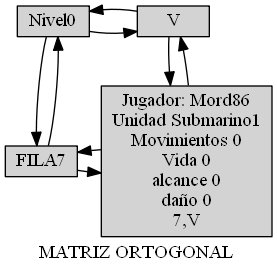 Nivel0
V
Jugador: Mord86
Unidad Submarino1
Movimientos 0
Vida 0
alcance 0
daño 0
7,V
FILA7
MATRIZ ORTOGONAL